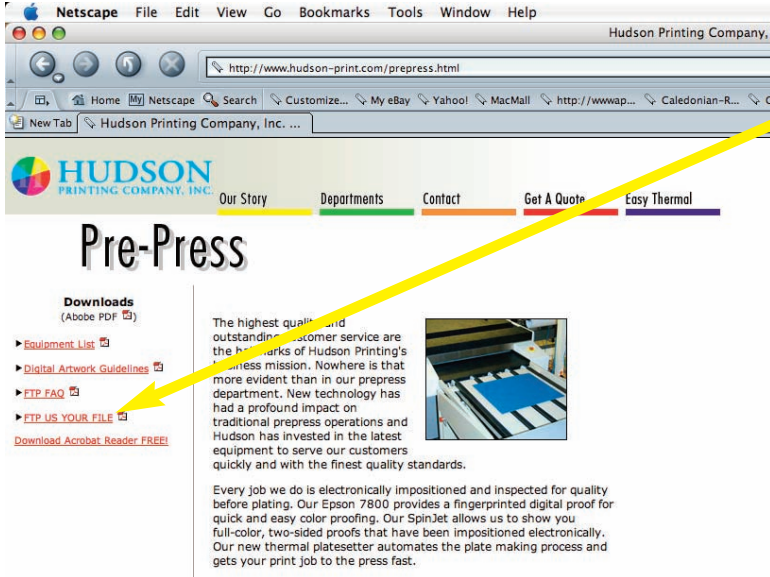 Netscape File Edit View Go Bookmarks Tools Window Help
Hudson Printing Company,
http://www.hudson-print.com/prepress.html
Home My Netscape Search Customize... My eBay Yahoo! MacMall http://wwwap... Caledonian-R...
New Tab Hudson Printing Company, Inc. ...
HUDSON
PRINTING COMPANY, INC.
Our Story Departments Contact Get A Quote Easy Thermal
Pre-Press
Downloads
(Abobe PDF )
Equipment List
Digital Artwork Guidelines
FTP FAQ
FTP US YOUR FILE
Download Acrobat Reader FREE!
The highest quality and
outstanding customer service are
the hallmarks of Hudson Printing's
business mission. Nowhere is that
more evident than in our prepress
department. New technology has
had a profound impact on
traditional prepress operations and
Hudson has invested in the latest
equipment to serve our customers
quickly and with the finest quality standards.
Every job we do is electronically impositioned and inspected for quality
before plating. Our Epson 7800 provides a fingerprinted digital proof for
quick and easy color proofing. Our SpinJet allows us to show you
full-color, two-sided proofs that have been impositioned electronically.
Our new thermal platesetter automates the plate making process and
gets your print job to the press fast.